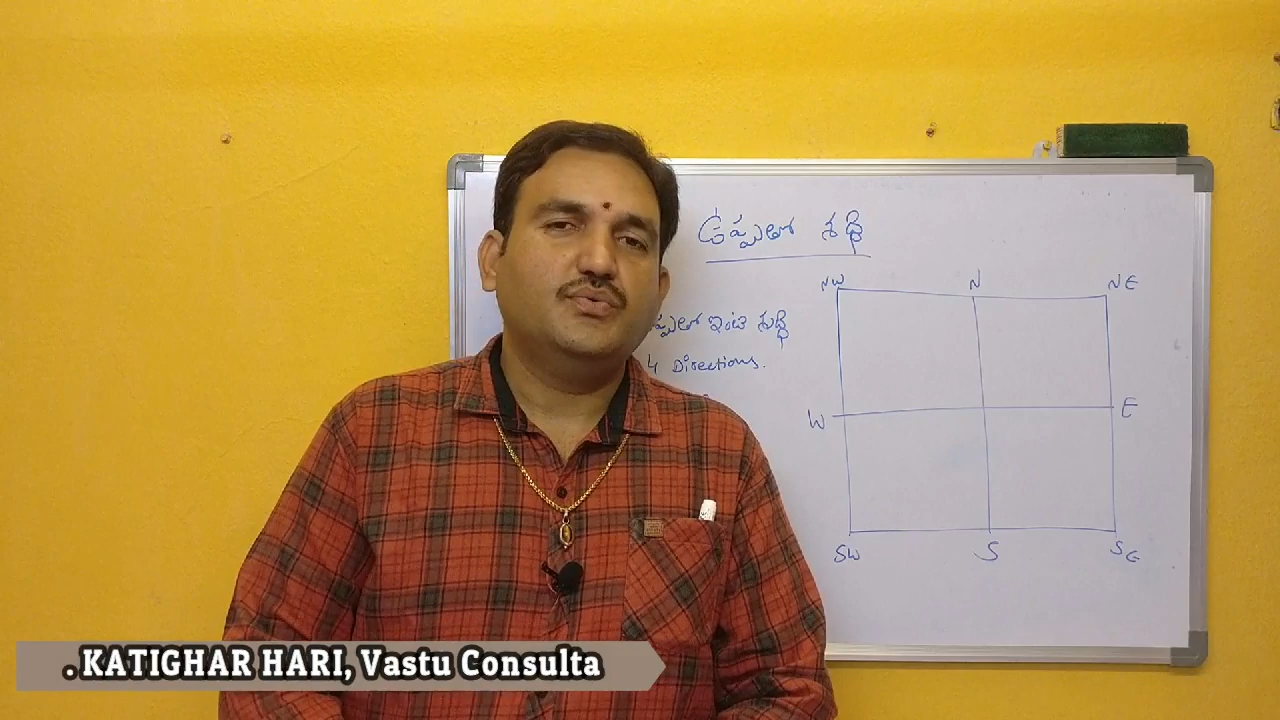 ఉప్పుతో శుద్ధి
NW N NE
ప్పుతో ఇంటి శుద్ధి
4 Directions.
W E
SW S SE
. KATIGHAR HARI, Vastu Consulta